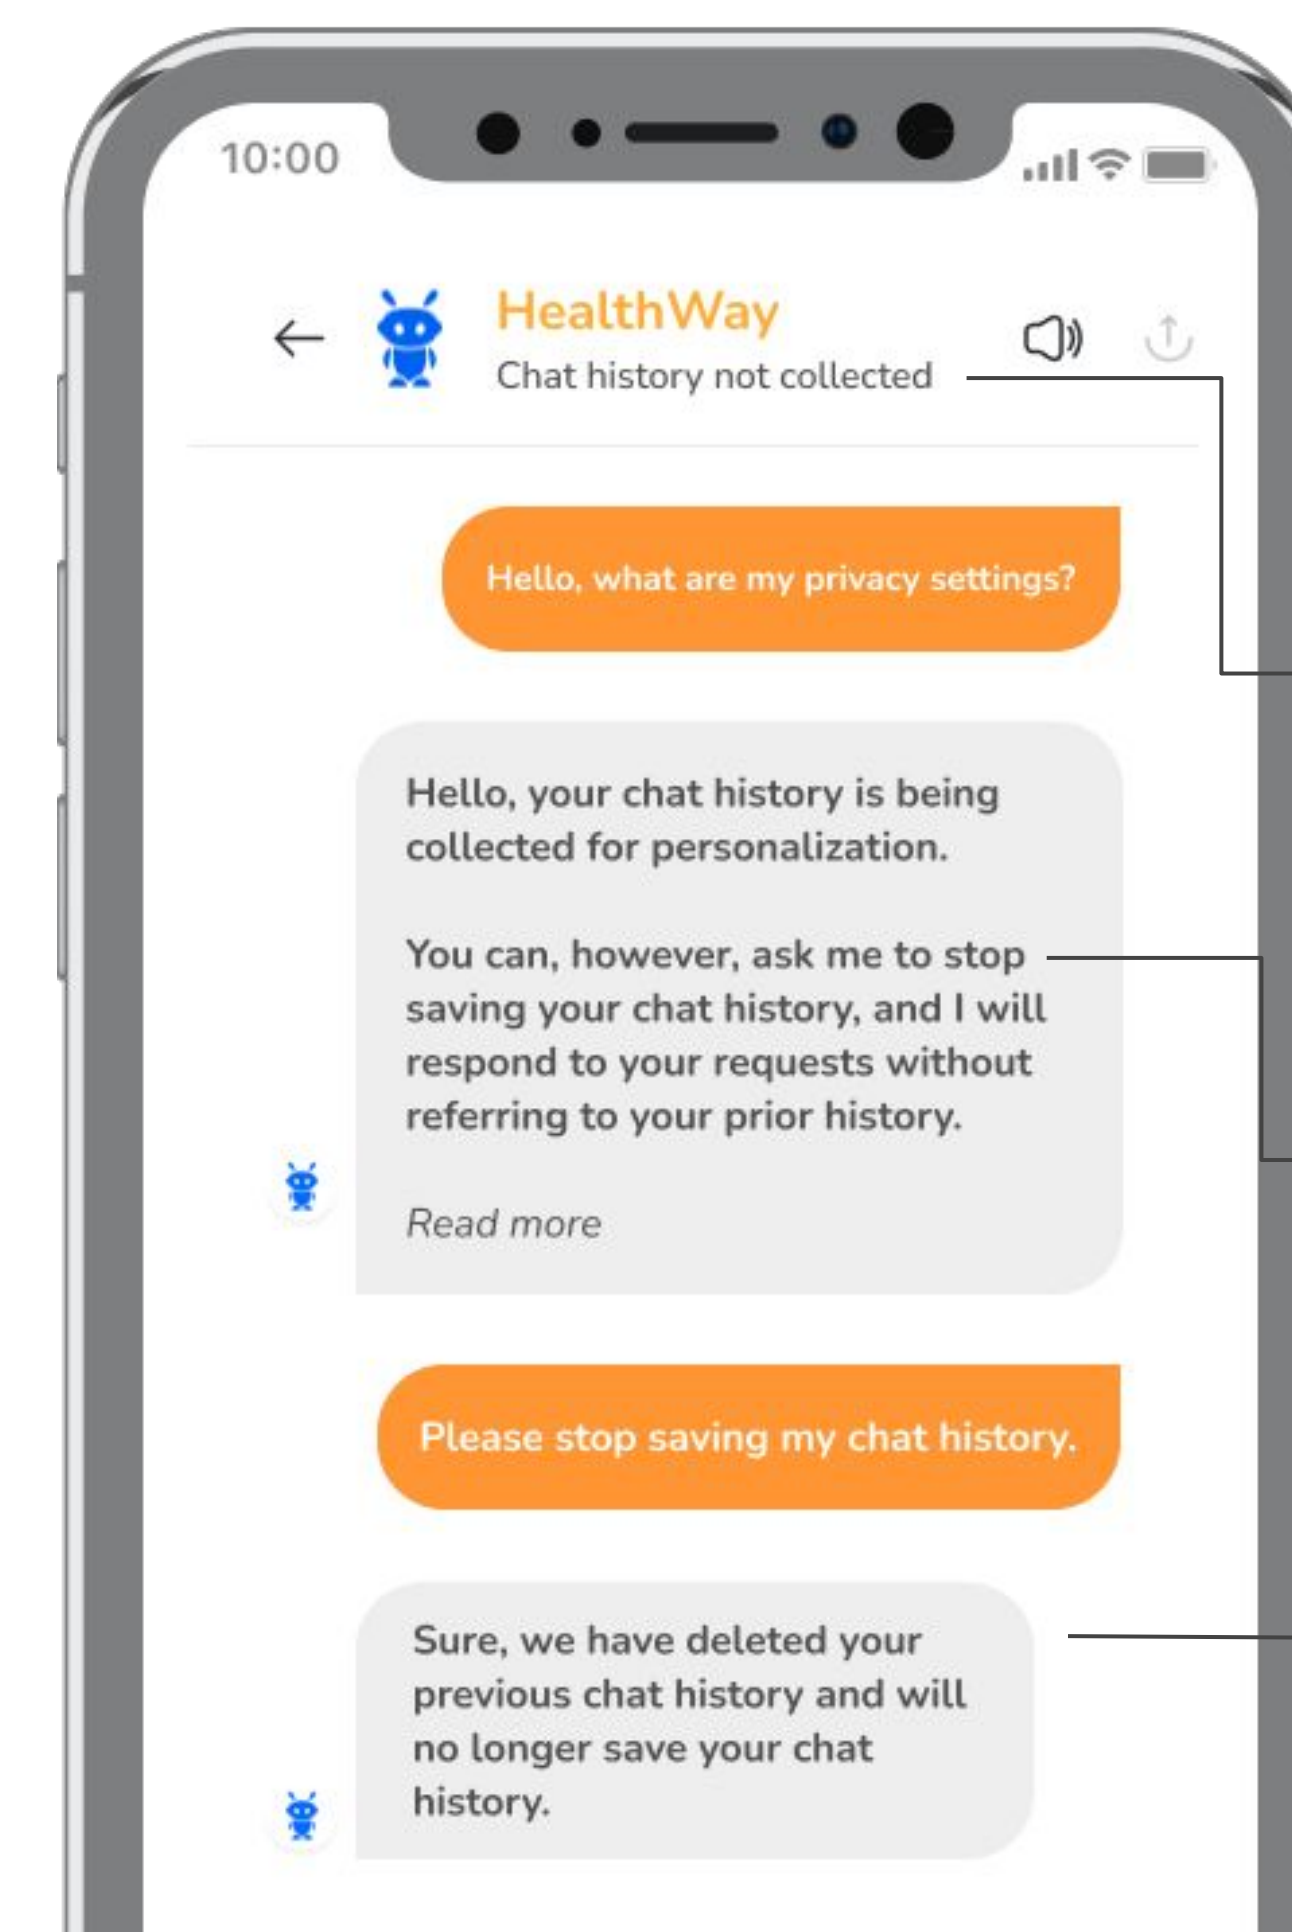 10:00
HealthWay
Chat history not collected
Hello, what are my privacy settings?
Hello, your chat history is being
collected for personalization.
You can, however, ask me to stop
saving your chat history, and I will
respond to your requests without
referring to your prior history.
Read more
Please stop saving my chat history.
Sure, we have deleted your
previous chat history and will
no longer save your chat
history.